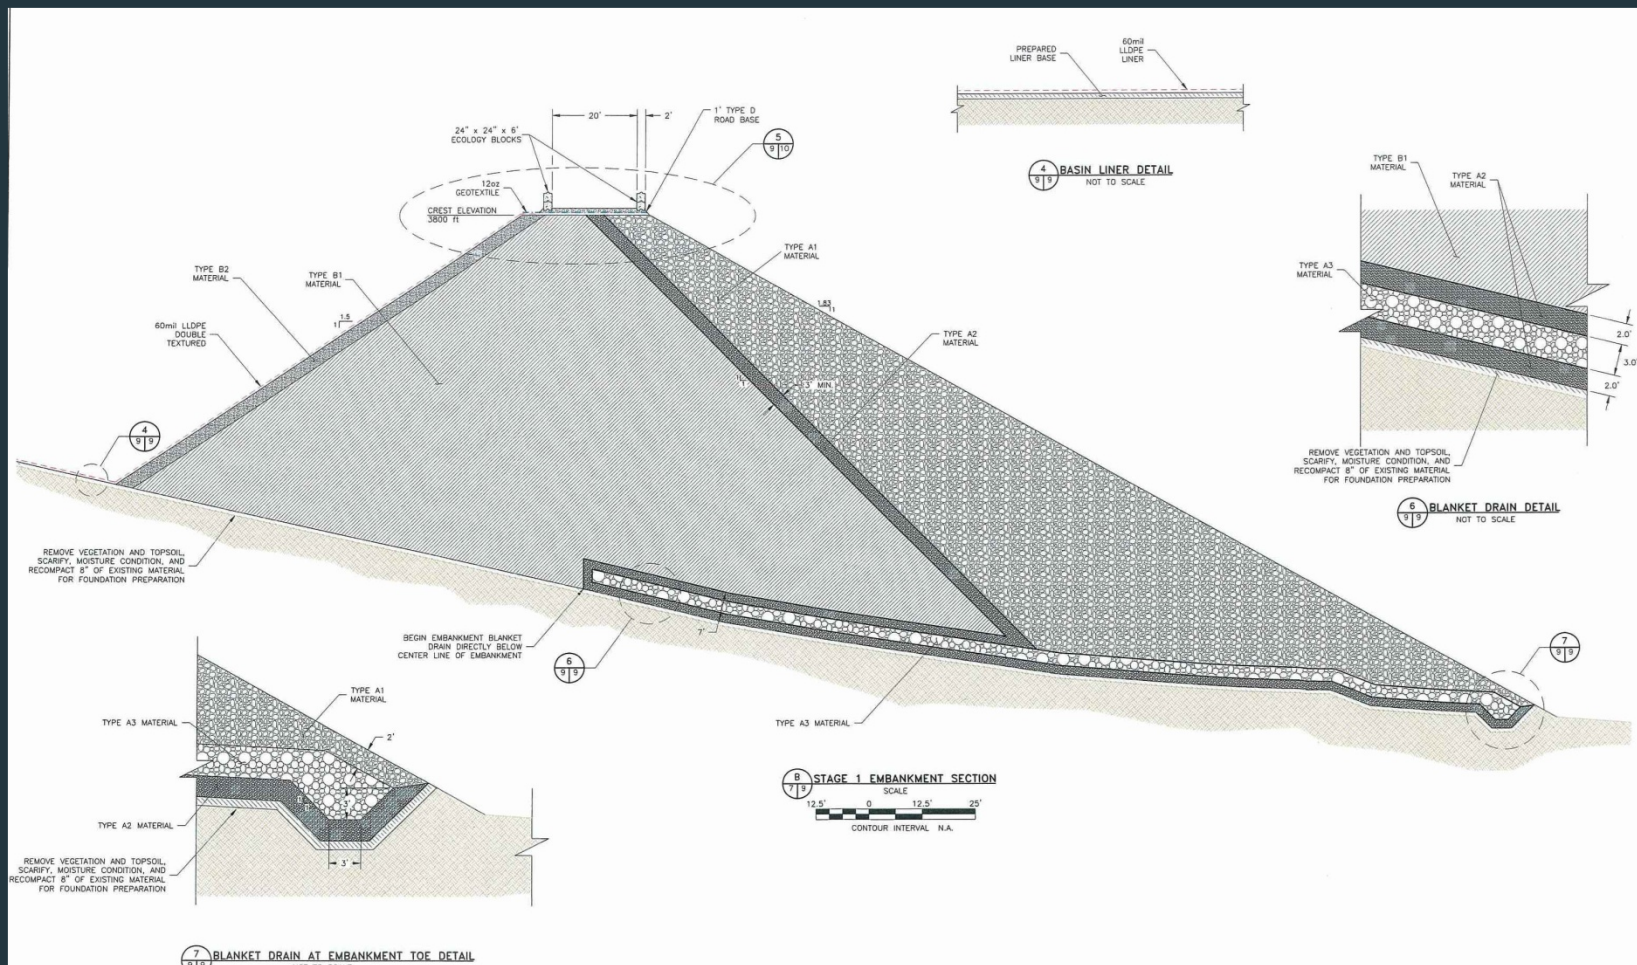 PREPARED
LINER BASE
60mil
LLDPE
LINER
4
9 9
BASIN LINER DETAIL
NOT TO SCALE
20'
2'
1' TYPE D
ROAD BASE
24" x 24" x 6'
ECOLOGY BLOCKS
5
9 10
12oz
GEOTEXTILE
CREST ELEVATION
3800 ft
TYPE B2
MATERIAL
TYPE B1
MATERIAL
TYPE A1
MATERIAL
60mil LLDPE
DOUBLE
TEXTURED
1.5
1
1.83
1
TYPE A2
MATERIAL
3' MIN.
4
9 9
REMOVE VEGETATION AND TOPSOIL,
SCARIFY, MOISTURE CONDITION, AND
RECOMPACT 8" OF EXISTING MATERIAL
FOR FOUNDATION PREPARATION
BEGIN EMBANKMENT BLANKET
DRAIN DIRECTLY BELOW
CENTER LINE OF EMBANKMENT
7'
6
9 9
TYPE A3 MATERIAL
7
9 9
B
7 9
STAGE 1 EMBANKMENT SECTION
SCALE
12.5' 0 12.5' 25'
CONTOUR INTERVAL N.A.
TYPE B1
MATERIAL
TYPE A2
MATERIAL
TYPE A3
MATERIAL
2.0'
3.0'
2.0'
REMOVE VEGETATION AND TOPSOIL,
SCARIFY, MOISTURE CONDITION, AND
RECOMPACT 8" OF EXISTING MATERIAL
FOR FOUNDATION PREPARATION
6
9 9
BLANKET DRAIN DETAIL
NOT TO SCALE
TYPE A1
MATERIAL
TYPE A3 MATERIAL
2'
3'
TYPE A2 MATERIAL
3'
REMOVE VEGETATION AND TOPSOIL,
SCARIFY, MOISTURE CONDITION, AND
RECOMPACT 8" OF EXISTING MATERIAL
FOR FOUNDATION PREPARATION
7
9 9
BLANKET DRAIN AT EMBANKMENT TOE DETAIL